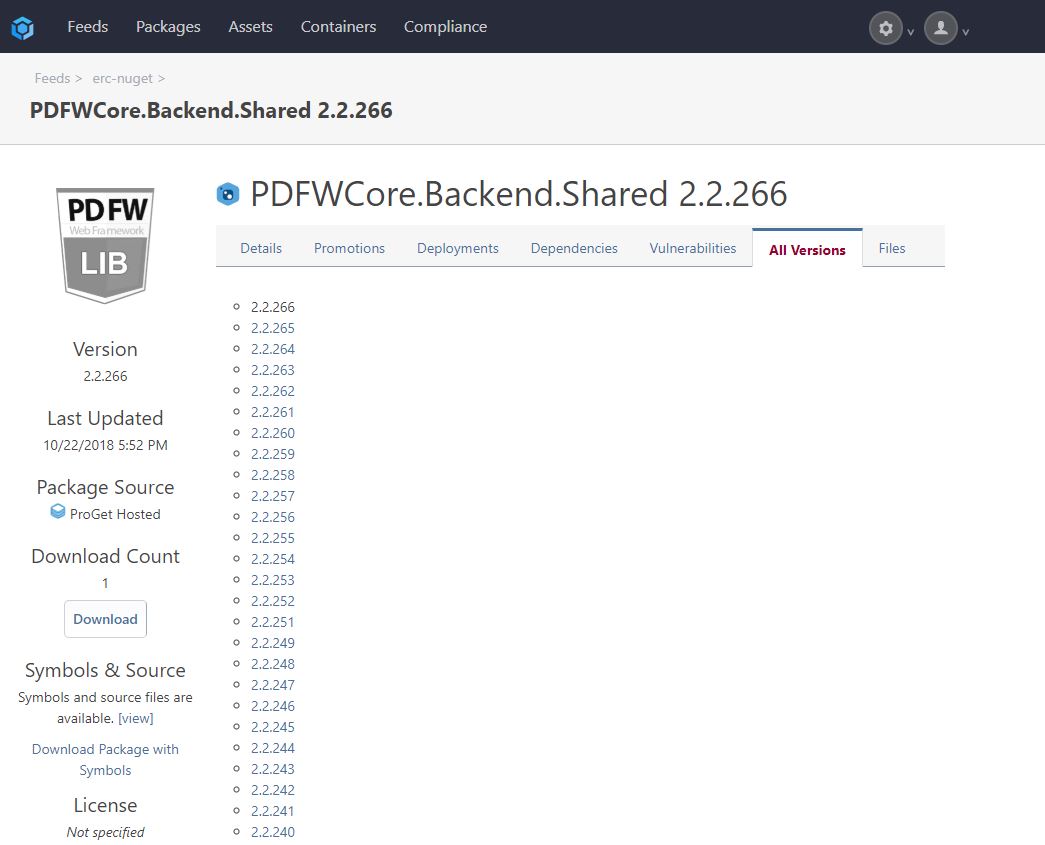 Feeds Packages Assets Containers Compliance
Feeds > erc-nuget >
PDFWCore.Backend.Shared 2.2.266
PDFW
Web Framework
LIB
Version
2.2.266
Last Updated
10/22/2018 5:52 PM
Package Source
ProGet Hosted
Download Count
1
Download
Symbols & Source
Symbols and source files are
available. [view]
Download Package with
Symbols
License
Not specified
PDFWCore.Backend.Shared 2.2.266
Details Promotions Deployments Dependencies Vulnerabilities All Versions Files
2.2.266
2.2.265
2.2.264
2.2.263
2.2.262
2.2.261
2.2.260
2.2.259
2.2.258
2.2.257
2.2.256
2.2.255
2.2.254
2.2.253
2.2.252
2.2.251
2.2.249
2.2.248
2.2.247
2.2.246
2.2.245
2.2.244
2.2.243
2.2.242
2.2.241
2.2.240